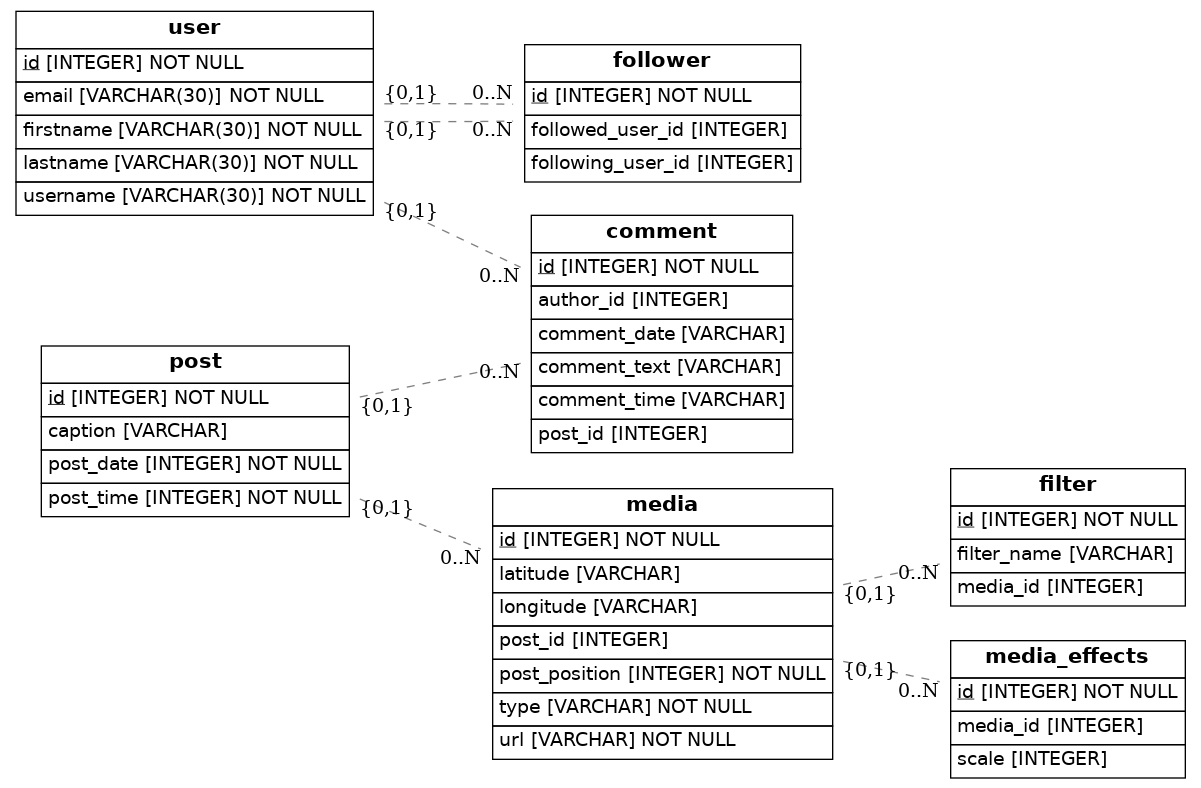 user
id [INTEGER] NOT NULL
email [VARCHAR(30)] NOT NULL
firstname [VARCHAR(30)] NOT NULL
lastname [VARCHAR(30)] NOT NULL
username [VARCHAR(30)] NOT NULL
{0,1} 0..N
{0,1} 0..N
follower
id [INTEGER] NOT NULL
followed_user_id [INTEGER]
following_user_id [INTEGER]
{0,1}
0..N
comment
id [INTEGER] NOT NULL
author_id [INTEGER]
comment_date [VARCHAR]
comment_text [VARCHAR]
comment_time [VARCHAR]
post_id [INTEGER]
post
id [INTEGER] NOT NULL
caption [VARCHAR]
post_date [INTEGER] NOT NULL
post_time [INTEGER] NOT NULL
0..N
{0,1}
{0,1}
0..N
media
id [INTEGER] NOT NULL
latitude [VARCHAR]
longitude [VARCHAR]
post_id [INTEGER]
post_position [INTEGER] NOT NULL
type [VARCHAR] NOT NULL
url [VARCHAR] NOT NULL
0..N
{0,1}
{0,1}
0..N
filter
id [INTEGER] NOT NULL
filter_name [VARCHAR]
media_id [INTEGER]
media_effects
id [INTEGER] NOT NULL
media_id [INTEGER]
scale [INTEGER]